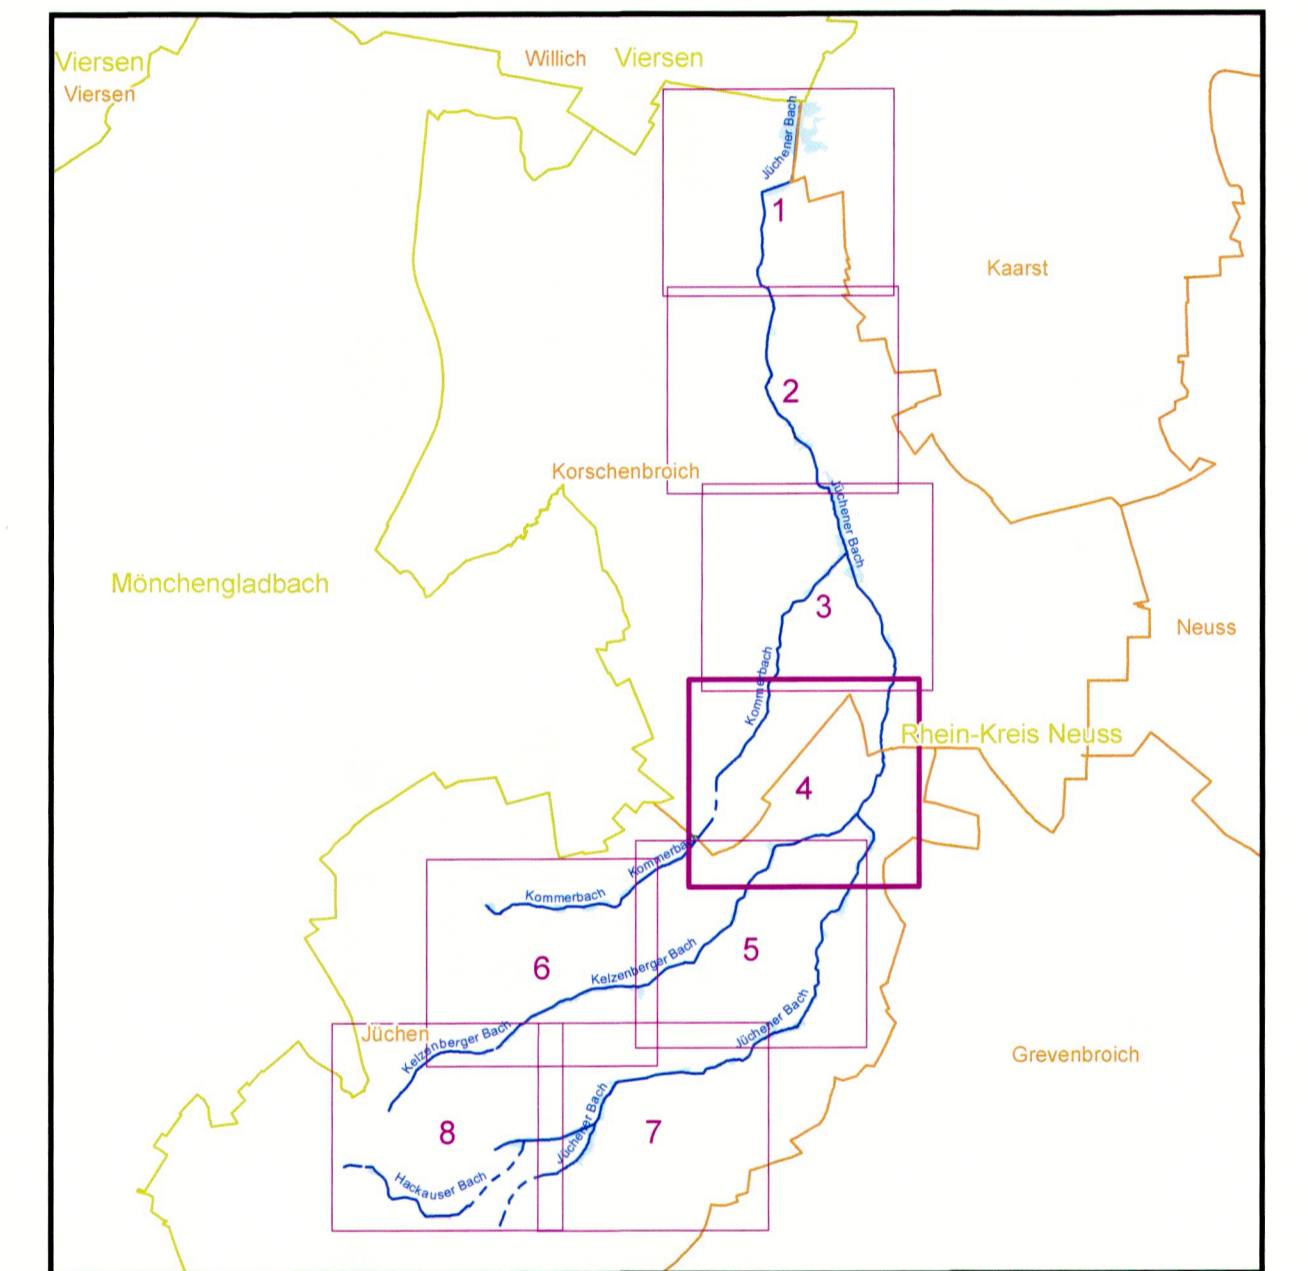 Viersen
Viersen
Willich
Viersen
Jüchener Bach
1
Kaarst
2
Korschenbroich
Jüchener Bach
Mönchengladbach
3
Neuss
Kommerbach
Rhein-Kreis Neuss
4
Kommerbach
Kommerbach
5
6
Kelzenberger Bach
Jüchener Bach
Jüchen
Kelzenberger Bach
Grevenbroich
Jüchener Bach
8
7
Hackauser Bach